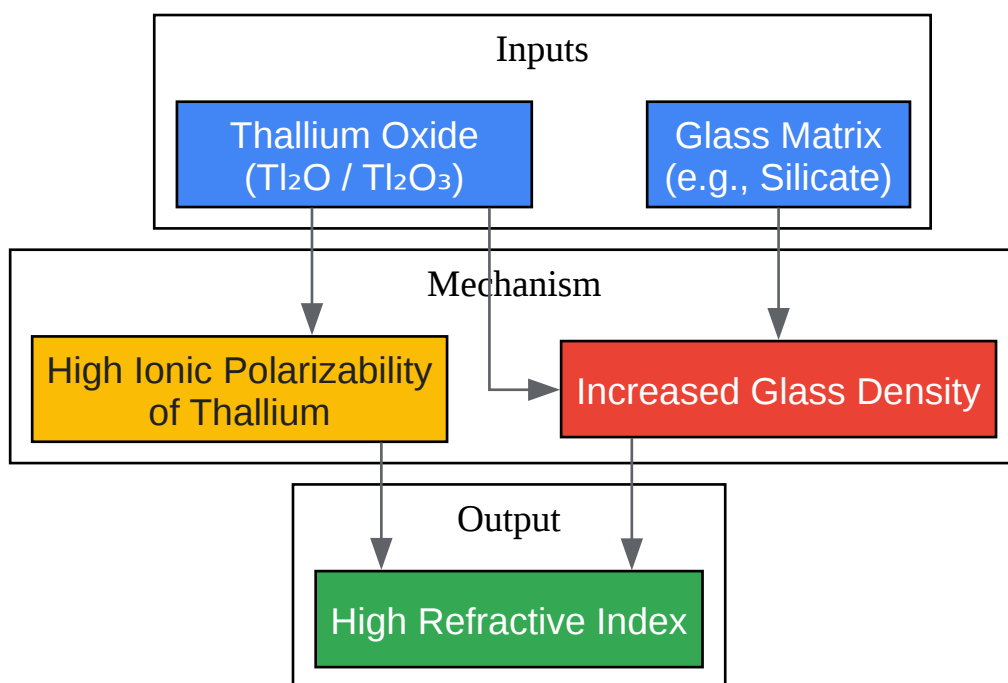 Inputs
Thallium Oxide
(Tl₂O / Tl₂O₃)
Glass Matrix
(e.g., Silicate)
Mechanism
High Ionic Polarizability
of Thallium
Increased Glass Density
Output
High Refractive Index